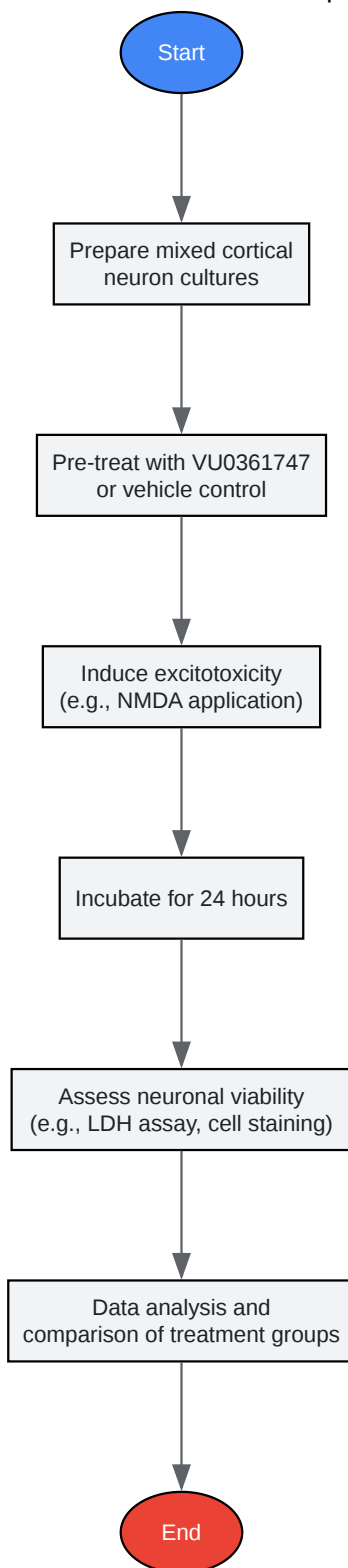 Start
Prepare mixed cortical
neuron cultures
Pre-treat with VU0361747
or vehicle control
Induce excitotoxicity
(e.g., NMDA application)
Incubate for 24 hours
Assess neuronal viability
(e.g., LDH assay, cell staining)
Data analysis and
comparison of treatment groups
End